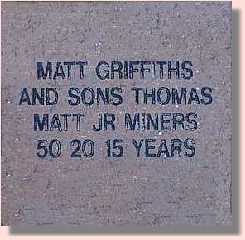 MATT GRIFFITHS
AND SONS THOMAS
MATT JR MINERS
50 20 15 YEARS